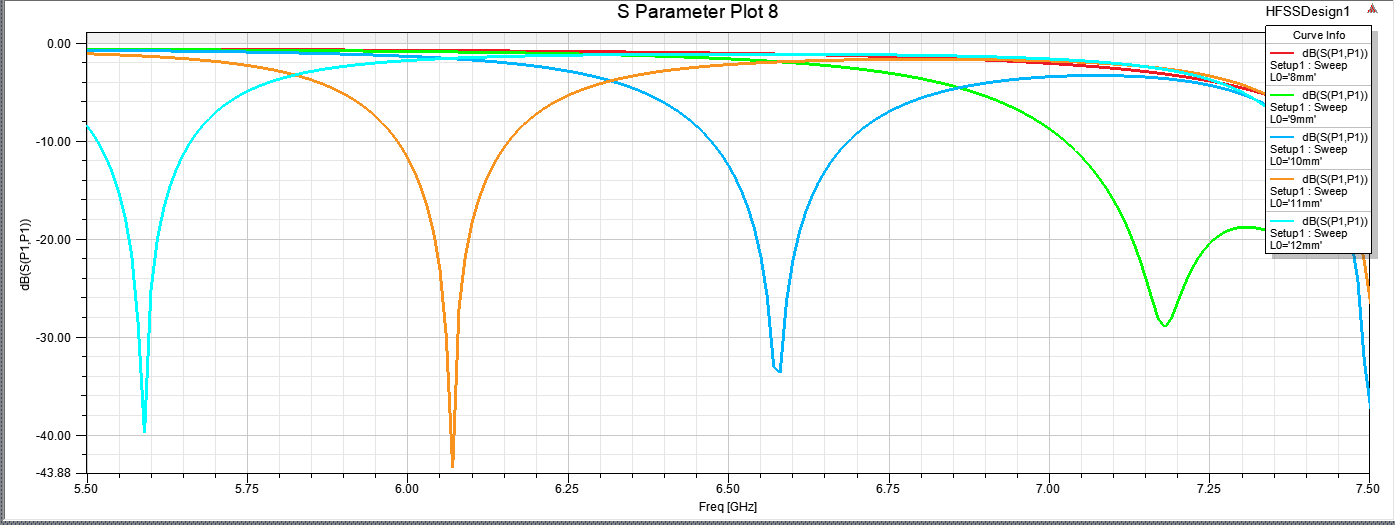 S Parameter Plot 8
HFSSDesign1
Curve Info
dB(S(P1,P1))
Setup1 : Sweep
L0='8mm'
dB(S(P1,P1))
Setup1 : Sweep
L0='9mm'
dB(S(P1,P1))
Setup1 : Sweep
L0='10mm'
dB(S(P1,P1))
Setup1 : Sweep
L0='11mm'
dB(S(P1,P1))
Setup1 : Sweep
L0='12mm'
dB(S(P1,P1))
0.00
-10.00
-20.00
-30.00
-40.00
-43.88
5.50 5.75 6.00 6.25 6.50 6.75 7.00 7.25 7.50
Freq [GHz]